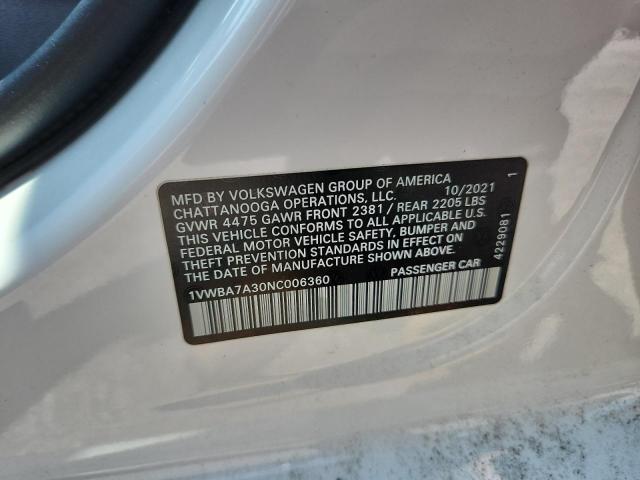 MFD BY VOLKSWAGEN GROUP OF AMERICA 10/2021
CHATTANOOGA OPERATIONS, LLC.
GVWR 4475 GAWR FRONT 2381 / REAR 2205 LBS
THIS VEHICLE CONFORMS TO ALL APPLICABLE U.S.
FEDERAL MOTOR VEHICLE SAFETY, BUMPER AND
THEFT PREVENTION STANDARDS IN EFFECT ON
THE DATE OF MANUFACTURE SHOWN ABOVE.
1VWBA7A30NC006360 PASSENGER CAR
4229081 1